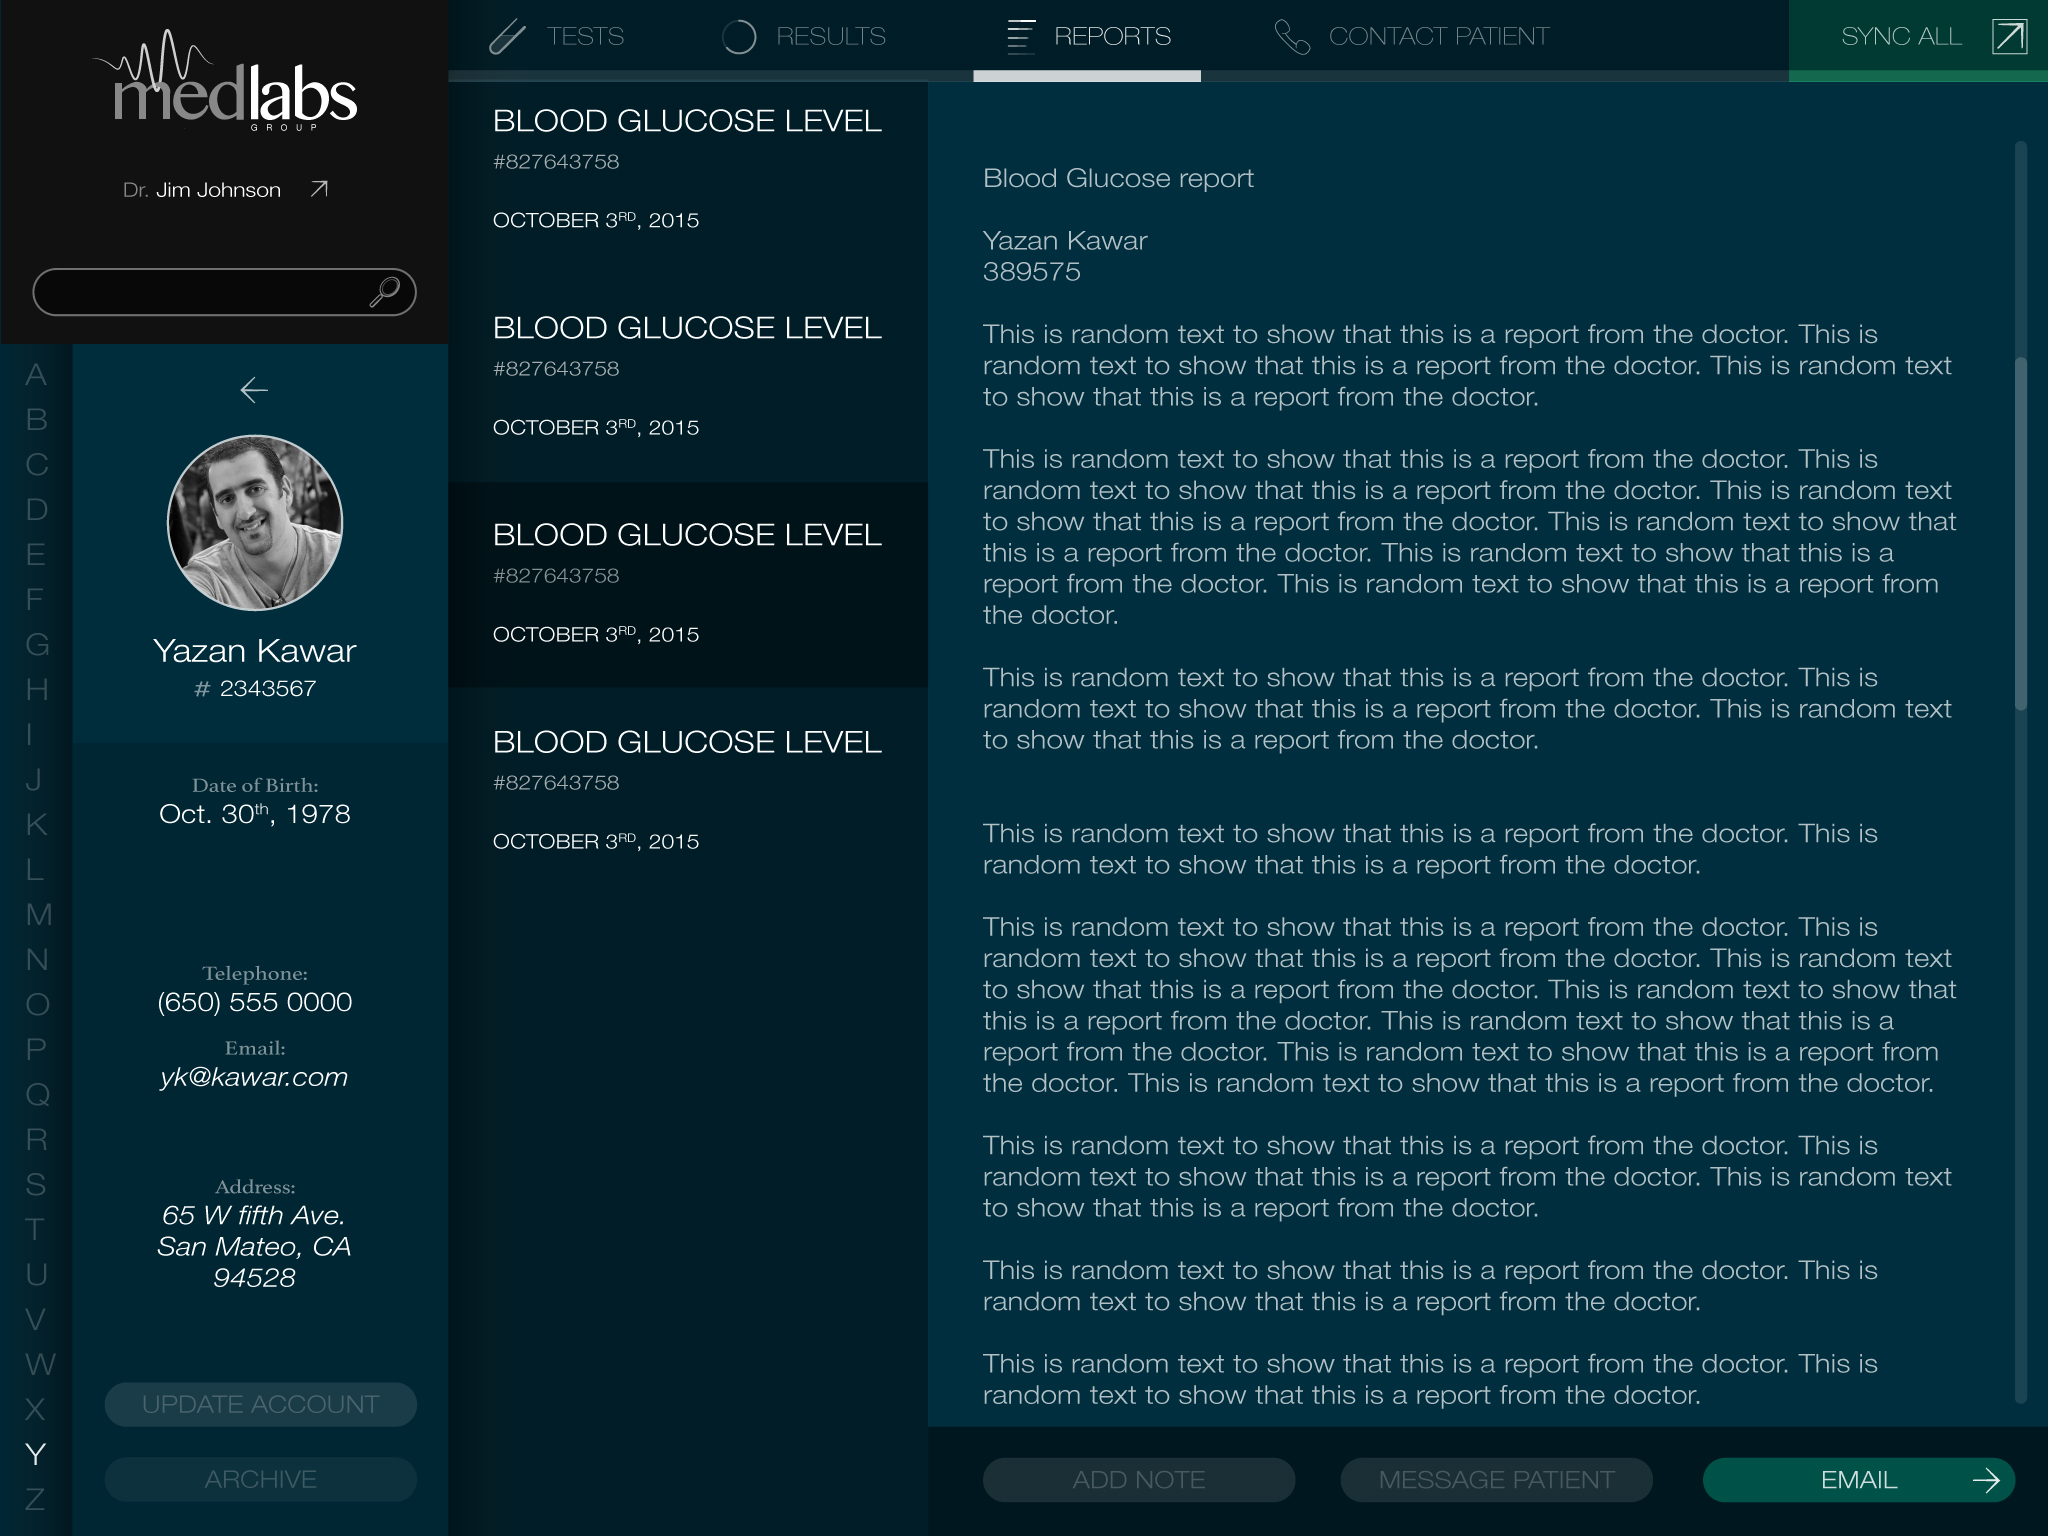 medlabs
GROUP
Dr. Jim Johnson
TESTS
RESULTS
REPORTS
CONTACT PATIENT
SYNC ALL
A
B
C
D
E
F
G
H
I
J
K
L
M
N
O
P
Q
R
S
T
U
V
W
X
Y
Z
Yazan Kawar
# 2343567
Date of Birth:
Oct. 30th, 1978
Telephone:
(650) 555 0000
Email:
yk@kawar.com
Address:
65 W fifth Ave.
San Mateo, CA
94528
UPDATE ACCOUNT
ARCHIVE
BLOOD GLUCOSE LEVEL
#827643758
OCTOBER 3RD, 2015
BLOOD GLUCOSE LEVEL
#827643758
OCTOBER 3RD, 2015
BLOOD GLUCOSE LEVEL
#827643758
OCTOBER 3RD, 2015
BLOOD GLUCOSE LEVEL
#827643758
OCTOBER 3RD, 2015
Blood Glucose report
Yazan Kawar
389575
This is random text to show that this is a report from the doctor. This is
random text to show that this is a report from the doctor. This is random text
to show that this is a report from the doctor.
This is random text to show that this is a report from the doctor. This is
random text to show that this is a report from the doctor. This is random text
to show that this is a report from the doctor. This is random text to show that
this is a report from the doctor. This is random text to show that this is a
report from the doctor. This is random text to show that this is a report from
the doctor.
This is random text to show that this is a report from the doctor. This is
random text to show that this is a report from the doctor. This is random text
to show that this is a report from the doctor.
This is random text to show that this is a report from the doctor. This is
random text to show that this is a report from the doctor.
This is random text to show that this is a report from the doctor. This is
random text to show that this is a report from the doctor. This is random text
to show that this is a report from the doctor. This is random text to show that
this is a report from the doctor. This is random text to show that this is a
report from the doctor. This is random text to show that this is a report from
the doctor. This is random text to show that this is a report from the doctor.
This is random text to show that this is a report from the doctor. This is
random text to show that this is a report from the doctor. This is random text
to show that this is a report from the doctor.
This is random text to show that this is a report from the doctor. This is
random text to show that this is a report from the doctor.
This is random text to show that this is a report from the doctor. This is
random text to show that this is a report from the doctor.
ADD NOTE
MESSAGE PATIENT
EMAIL